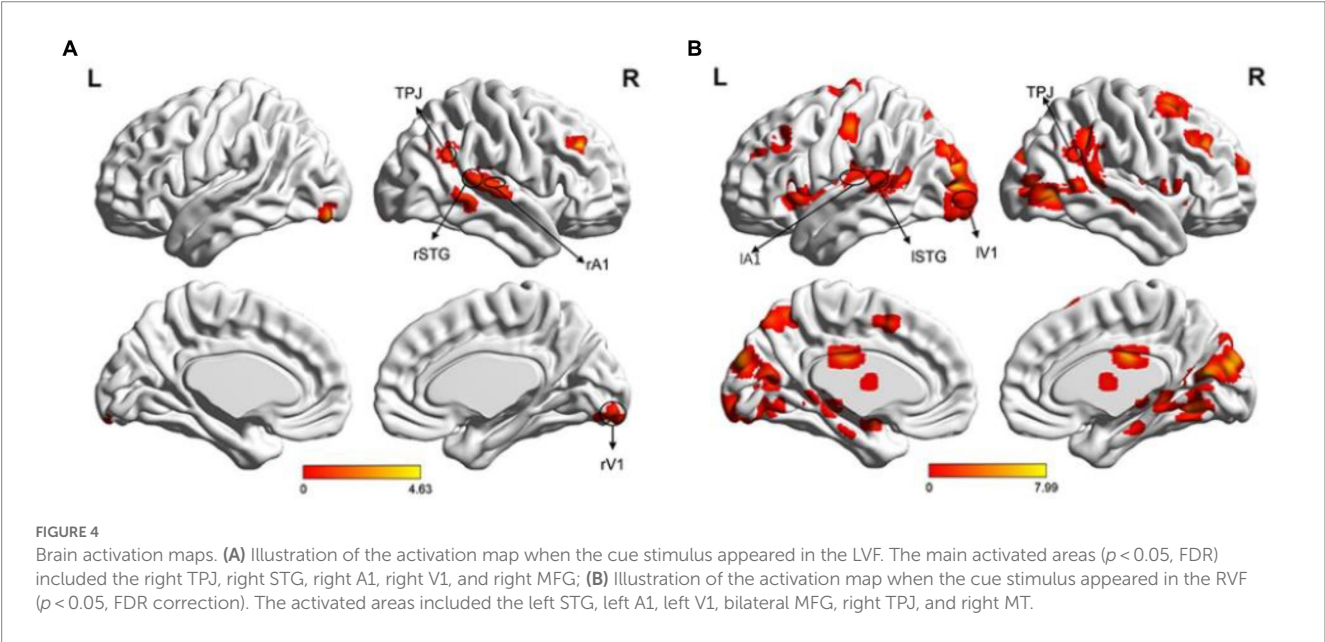 A
B
L
R
L
R
TPJ
TPJ
rSTG
rA1
lA1
lSTG
lV1
rV1
0
4.63
0
7.99
FIGURE 4
Brain activation maps. (A) Illustration of the activation map when the cue stimulus appeared in the LVF. The main activated areas (p < 0.05, FDR)
included the right TPJ, right STG, right A1, right V1, and right MFG; (B) Illustration of the activation map when the cue stimulus appeared in the RVF
(p < 0.05, FDR correction). The activated areas included the left STG, left A1, left V1, bilateral MFG, right TPJ, and right MT.